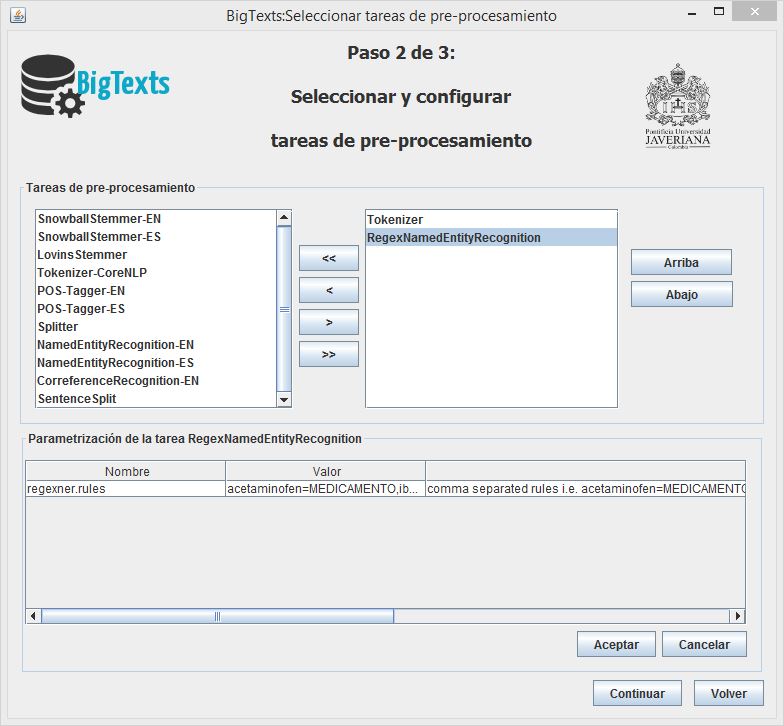 BigTexts:Seleccionar tareas de pre-procesamiento
Paso 2 de 3:
BigTexts
Seleccionar y configurar
tareas de pre-procesamiento
IHS
Pontificia Universidad
JAVERIANA
Colombia
Tareas de pre-procesamiento
SnowballStemmer-EN
SnowballStemmer-ES
LovinsStemmer
Tokenizer-CoreNLP
POS-Tagger-EN
POS-Tagger-ES
Splitter
NamedEntityRecognition-EN
NamedEntityRecognition-ES
CorreferenceRecognition-EN
SentenceSplit
<<
<
>
>>
Tokenizer
RegexNamedEntityRecognition
Arriba
Abajo
Parametrización de la tarea RegexNamedEntityRecognition
Nombre Valor
regexner.rules acetaminofen=MEDICAMENTO,ib... comma separated rules i.e. acetaminofen=MEDICAMENTO
Aceptar Cancelar
Continuar Volver